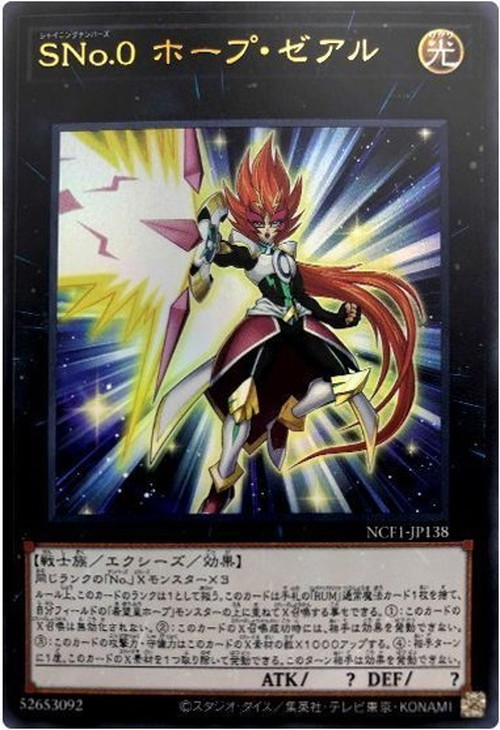 シャイニングナンバーズ
SNo.0 ホープ・ゼアル
ひかり
光
NCF1-JP138
【戦士族/エクシーズ/効果】
同じランクの「No.」Xモンスター×3
ルール上、このカードのランクは1として扱う。このカードは手札の「RUM」通常魔法カード1枚を捨て、
自分フィールドの「希望皇ホープ」モンスターの上に重ねてX召喚する事もできる。①:このカードの
X召喚は無効化されない。②:このカードのX召喚成功時には、相手は効果を発動できない。
③:このカードの攻撃力・守備力はこのカードのX素材の数×1000アップする。④:相手ターン
に1度、このカードのX素材を1つ取り除いて発動できる。このターン相手は効果を発動できない。
ATK/ ? DEF/ ?
52653092
©スタジオ・ダイス/集英社・テレビ東京・KONAMI